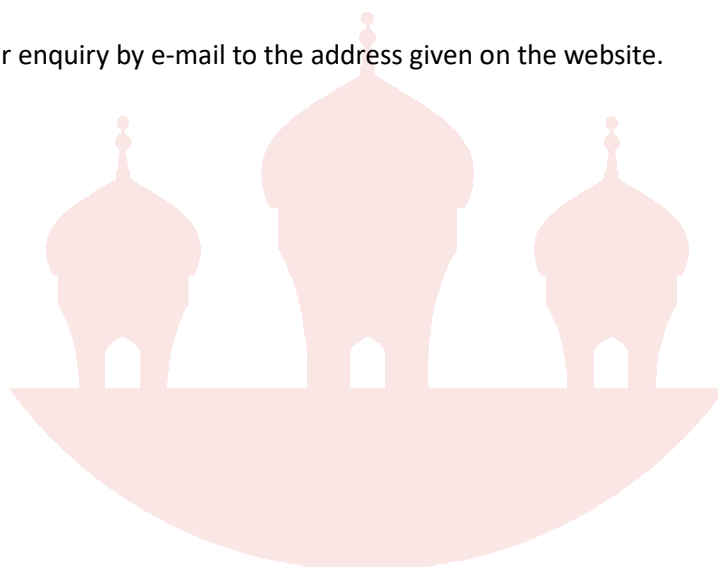 r enquiry by e-mail to the address given on the website.